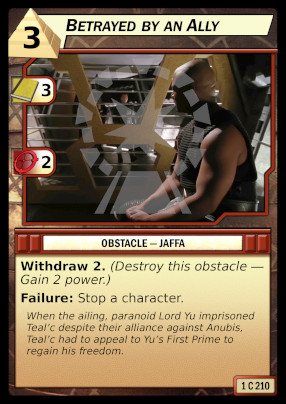 BETRAYED BY AN ALLY
3
3
2
OBSTACLE – JAFFA
Withdraw 2. (Destroy this obstacle —
Gain 2 power.)
Failure: Stop a character.
When the ailing, paranoid Lord Yu imprisoned
Teal'c despite their alliance against Anubis,
Teal'c had to appeal to Yu's First Prime to
regain his freedom.
1 C 210